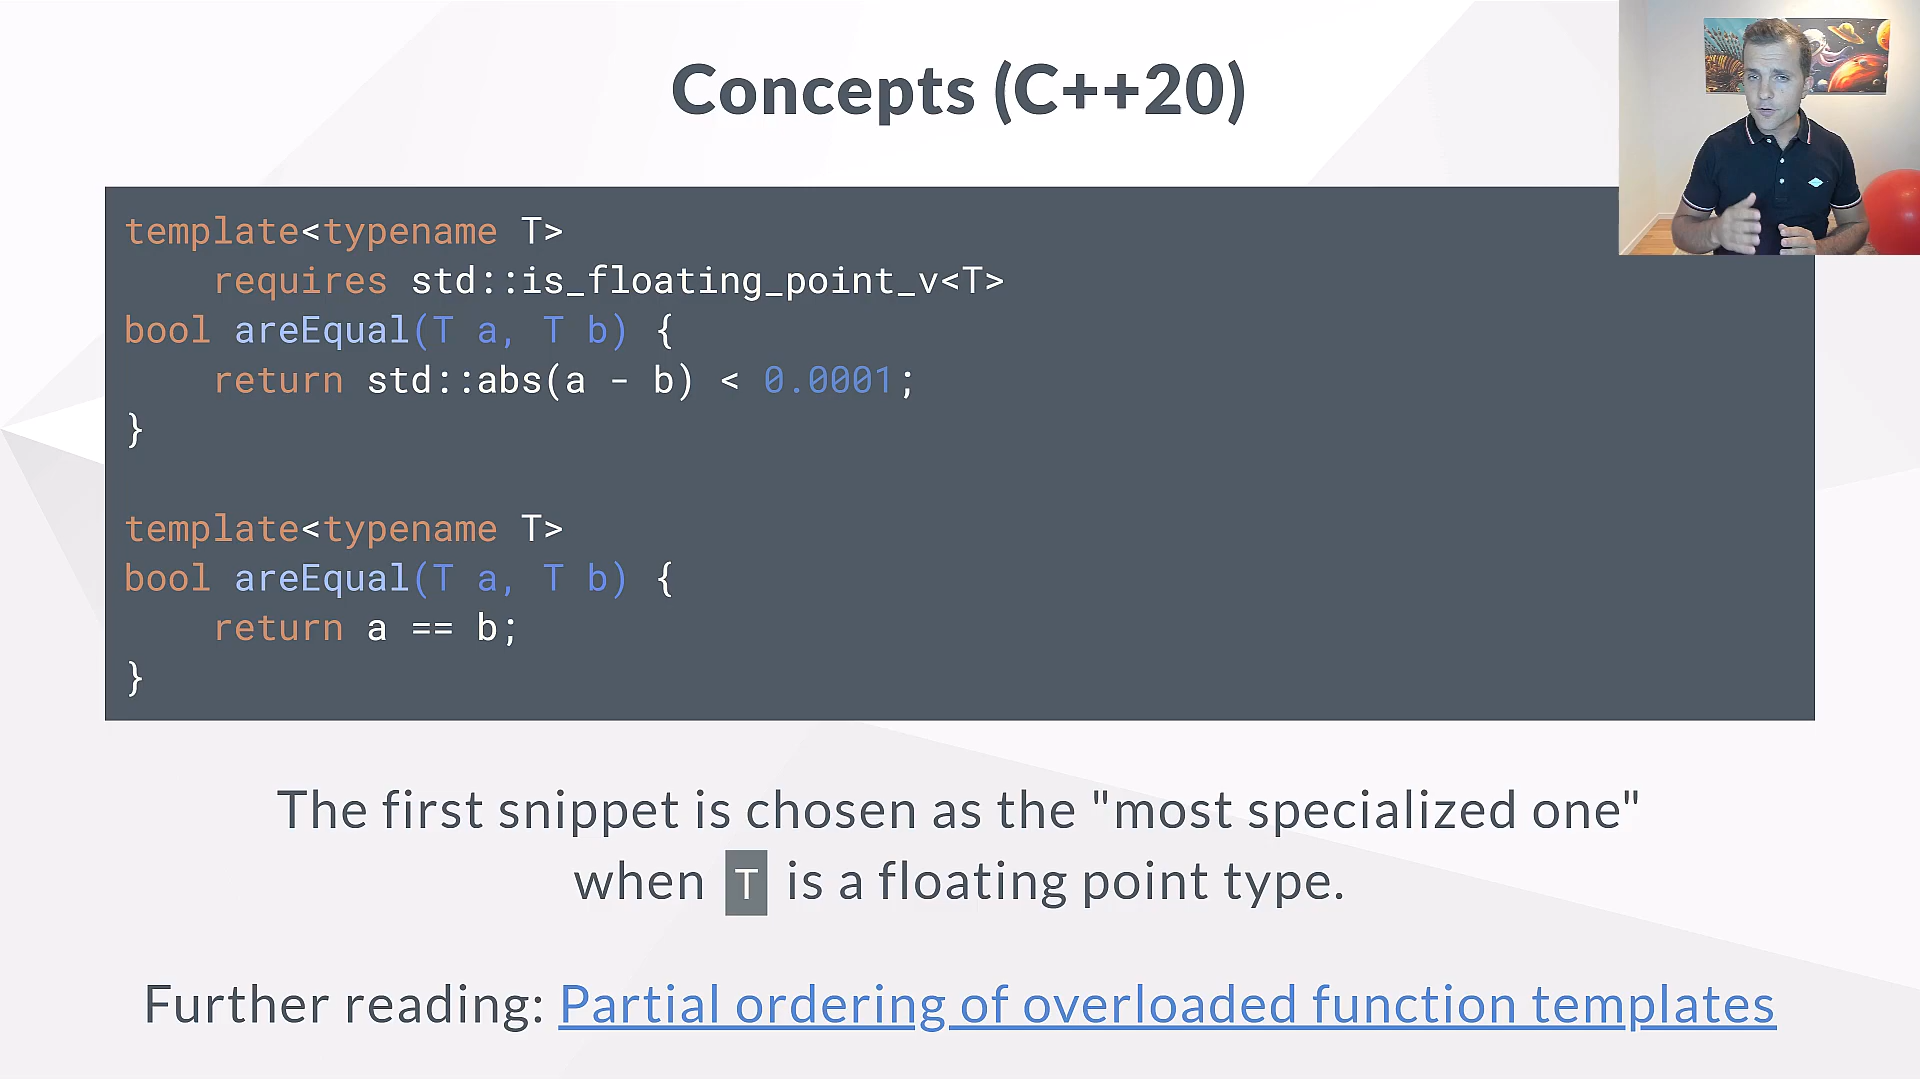 Concepts (C++20)
template<typename T>
    requires std::is_floating_point_v<T>
bool areEqual(T a, T b) {
    return std::abs(a - b) < 0.0001;
}

template<typename T>
bool areEqual(T a, T b) {
    return a == b;
}
The first snippet is chosen as the "most specialized one"
when T is a floating point type.
Further reading: Partial ordering of overloaded function templates